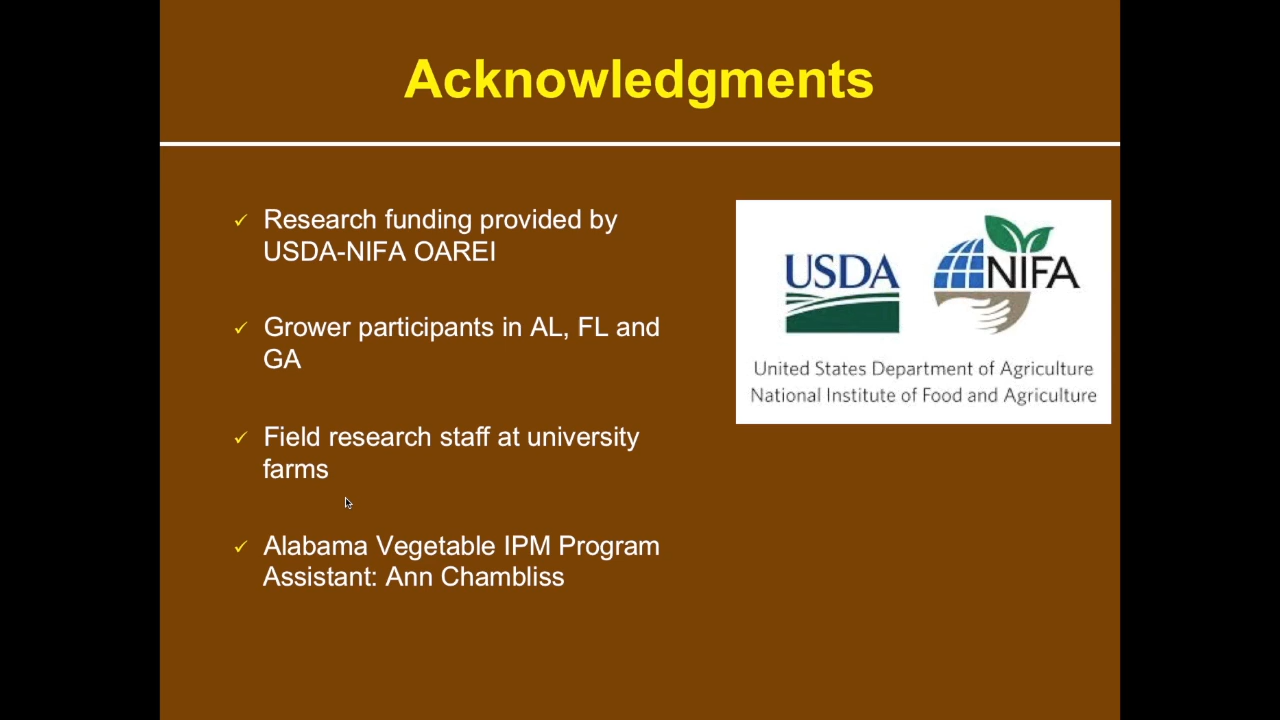 Acknowledgments
✓ Research funding provided by
USDA-NIFA OAREI
✓ Grower participants in AL, FL and
GA
✓ Field research staff at university
farms
✓ Alabama Vegetable IPM Program
Assistant: Ann Chambliss
USDA NIFA
United States Department of Agriculture
National Institute of Food and Agriculture